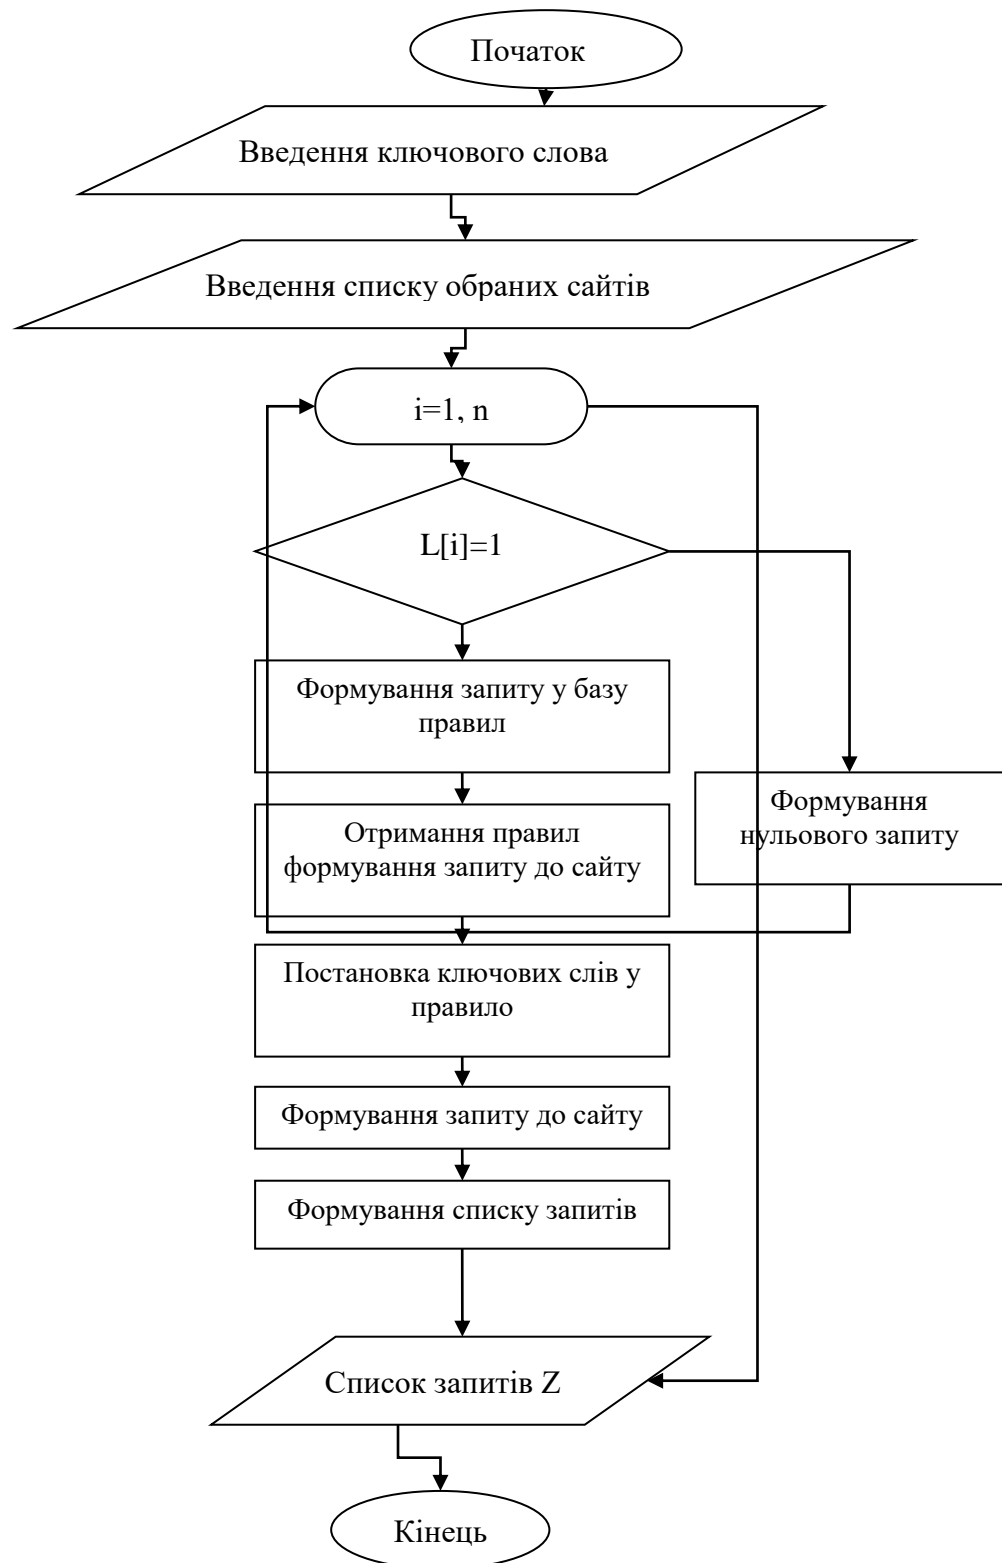 Початок
Введення ключового слова
Введення списку обраних сайтів
i=1, n
L[i]=1
Формування запиту у базу
правил
Отримання правил
формування запиту до сайту
Формування
нульового запиту
Постановка ключових слів у
правило
Формування запиту до сайту
Формування списку запитів
Список запитів Z
Кінець